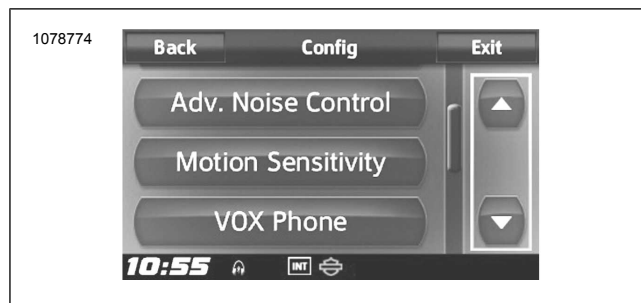 1078774
Back Config Exit
Adv. Noise Control
Motion Sensitivity
VOX Phone
10:55 INT